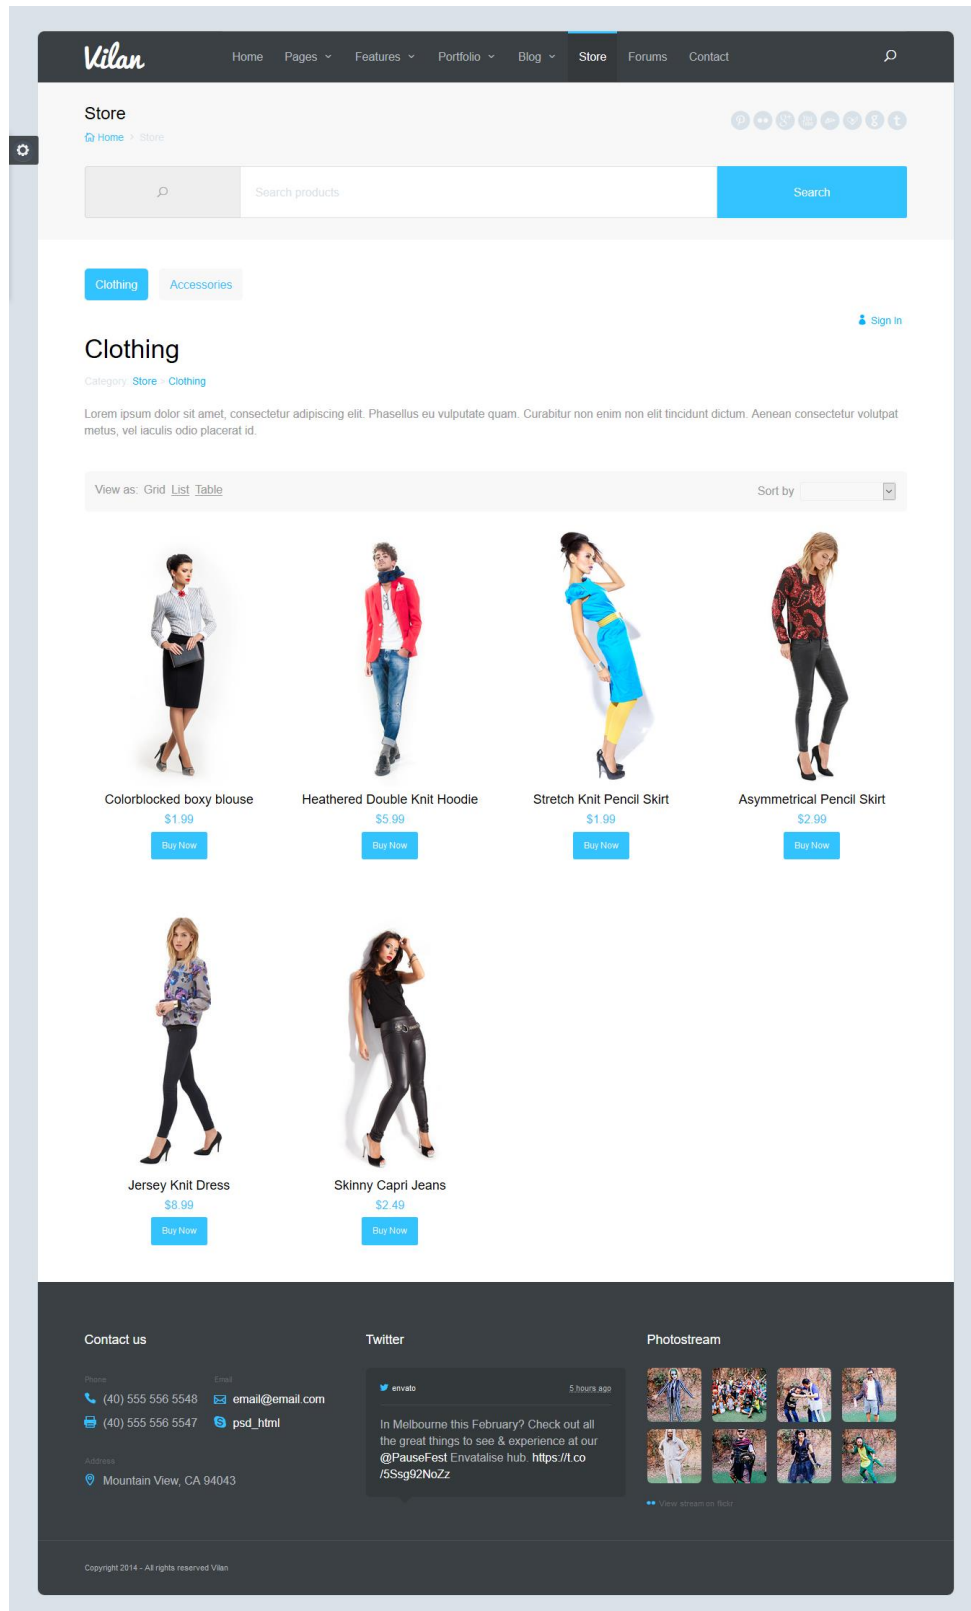 Vilan
Home Pages Features Portfolio Blog Store Forums Contact
Store
Home > Store
Search products
Search
Clothing
Accessories
Sign In
Clothing
Category: Store > Clothing
Lorem ipsum dolor sit amet, consectetur adipiscing elit. Phasellus eu vulputate quam. Curabitur non enim non elit tincidunt dictum. Aenean consectetur volutpat
metus, vel iaculis odio placerat id.
View as: Grid List Table
Sort by
Colorblocked boxy blouse
$1.99
Buy Now
Heathered Double Knit Hoodie
$5.99
Buy Now
Stretch Knit Pencil Skirt
$1.99
Buy Now
Asymmetrical Pencil Skirt
$2.99
Buy Now
Jersey Knit Dress
$8.99
Buy Now
Skinny Capri Jeans
$2.49
Buy Now
Contact us
Phone
(40) 555 556 5548
(40) 555 556 5547
Email
email@email.com
psd_html
Address
Mountain View, CA 94043
Twitter
envato
5 hours ago
In Melbourne this February? Check out all
the great things to see & experience at our
@PauseFest Envatalise hub. https://t.co
/5Ssg92NoZz
Photostream
View stream on flickr
Copyright 2014 - All rights reserved Vilan